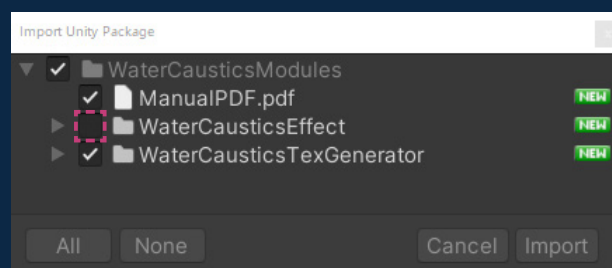 Import Unity Package
WaterCausticsModules
ManualPDF.pdf NEW
WaterCausticsEffect NEW
WaterCausticsTexGenerator NEW
All None Cancel Import